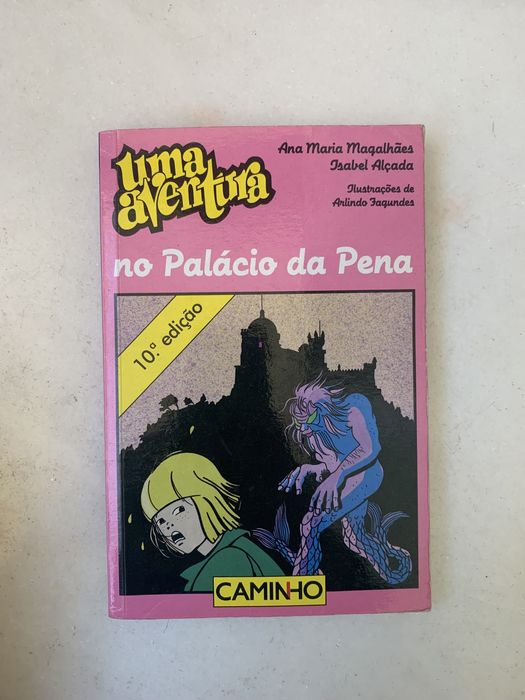 uma
aventura
Ana Maria Magalhães
Isabel Alçada
Ilustrações de
Arlindo Fagundes
no Palácio da Pena
10.ª edição
CAMINHO